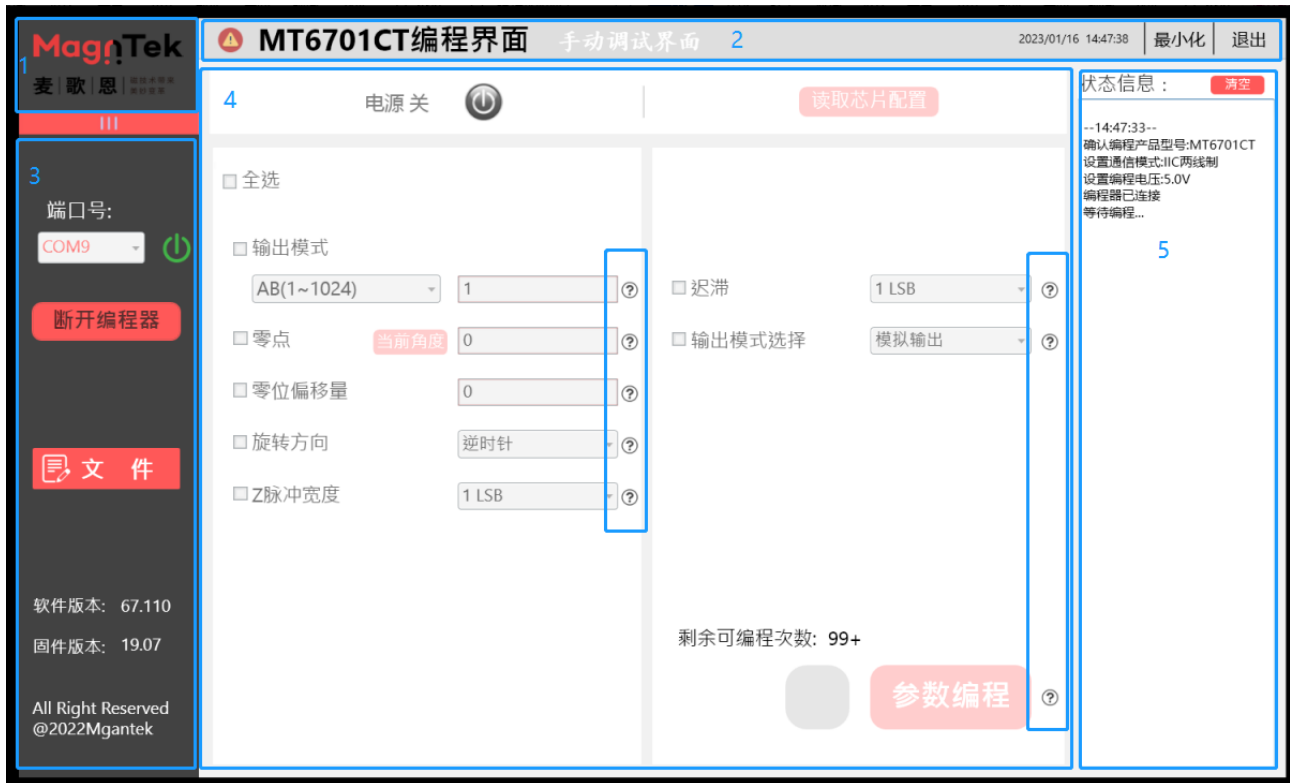 MagnTek
麦|歌|恩
1
MT6701CT编程界面 手动调试界面 2 2023/01/16 14:47:38 最小化 退出
3
端口号:
COM9
断开编程器
文 件
软件版本: 67.110
固件版本: 19.07
All Right Reserved
@2022Mgantek
4 电源 关 读取芯片配置
全选
输出模式
AB(1~1024) 1 ?
零点 当前角度 0 ?
零位偏移量 0 ?
旋转方向 逆时针 ?
Z脉冲宽度 1 LSB ?
迟滞 1 LSB ?
输出模式选择 模拟输出 ?
剩余可编程次数: 99+
参数编程 ?
状态信息: 清空
--14:47:33--
确认编程产品型号:MT6701CT
设置通信模式:IIC两线制
设置编程电压:5.0V
编程器已连接
等待编程...
5